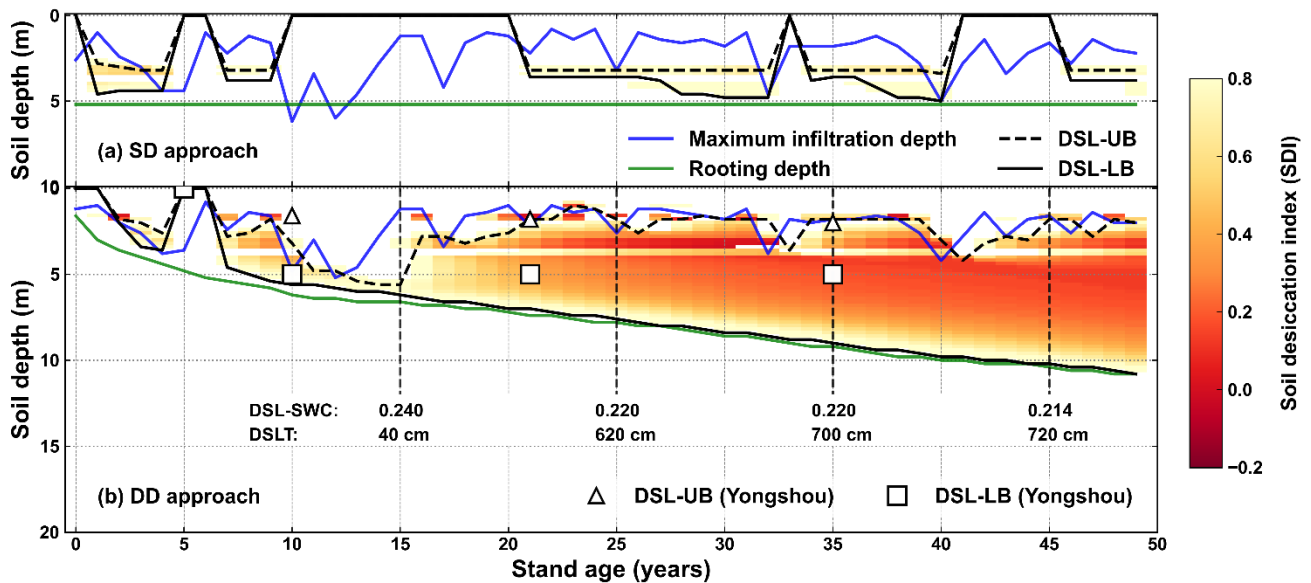 0
5
10
Soil depth (m)
(a) SD approach
Maximum infiltration depth
DSL-UB
Rooting depth
DSL-LB
0.8
0.6
0.4
0.2
0.0
−0.2
Soil desiccation index (SDI)
5
10
15
20
Soil depth (m)
DSL-SWC: 0.240 0.220 0.220 0.214
DSLT: 40 cm 620 cm 700 cm 720 cm
(b) DD approach
DSL-UB (Yongshou)
DSL-LB (Yongshou)
0 5 10 15 20 25 30 35 40 45 50
Stand age (years)